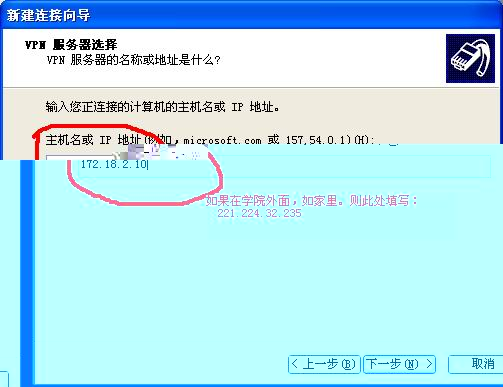 新建连接向导
VPN 服务器选择
VPN 服务器的名称或地址是什么?
输入您正连接的计算机的主机名或 IP 地址。
主机名或 IP 地址(例如,microsoft.com 或 157.54.0.1)(H):
172.18.2.10
如果在学院外面,如家里。则此处填写:
221.224.32.235
< 上一步(B) 下一步(N) > 取消